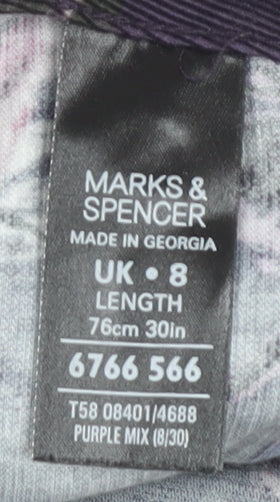 MARKS &
SPENCER
MADE IN GEORGIA
UK • 8
LENGTH
76cm 30in
6766 566
T58 08401/4688
PURPLE MIX (8/30)